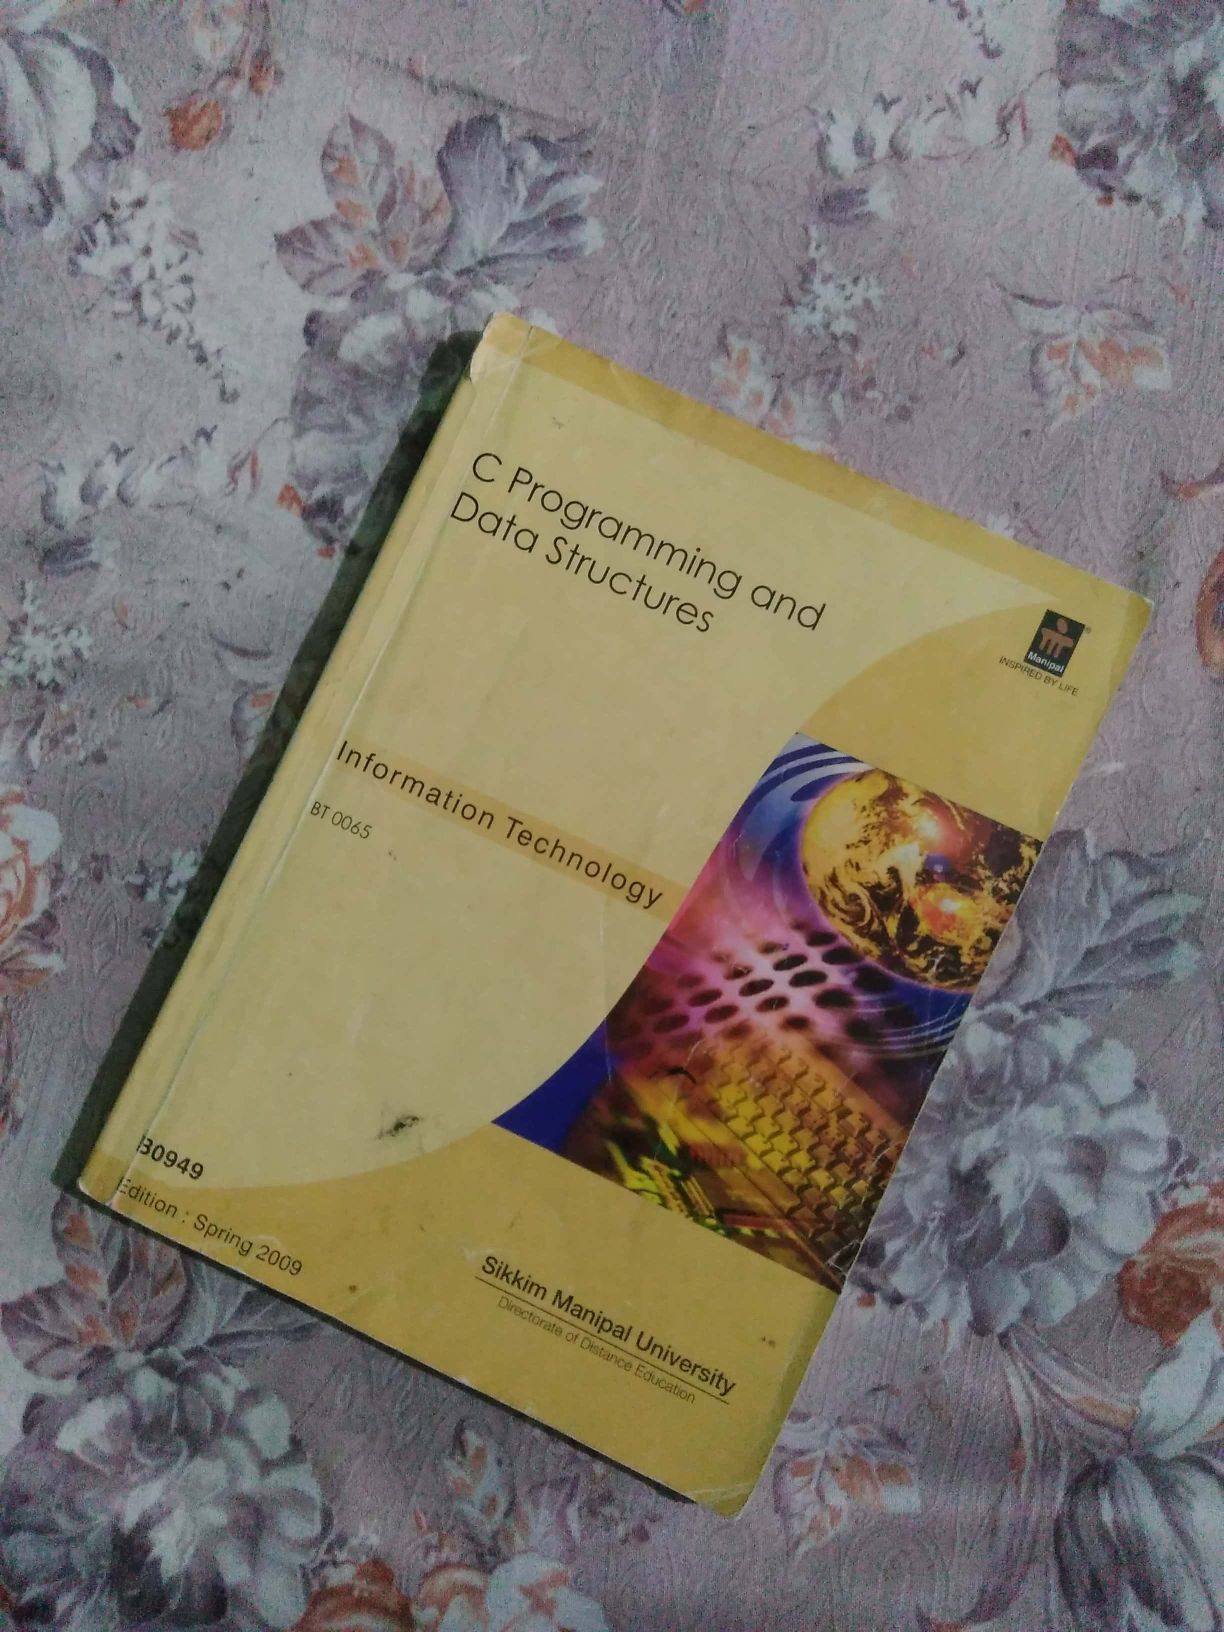 C Programming and
Data Structures
Manipal
INSPIRED BY LIFE
Information Technology
BT 0065
B0949
Edition : Spring 2009
Sikkim Manipal University
Directorate of Distance Education